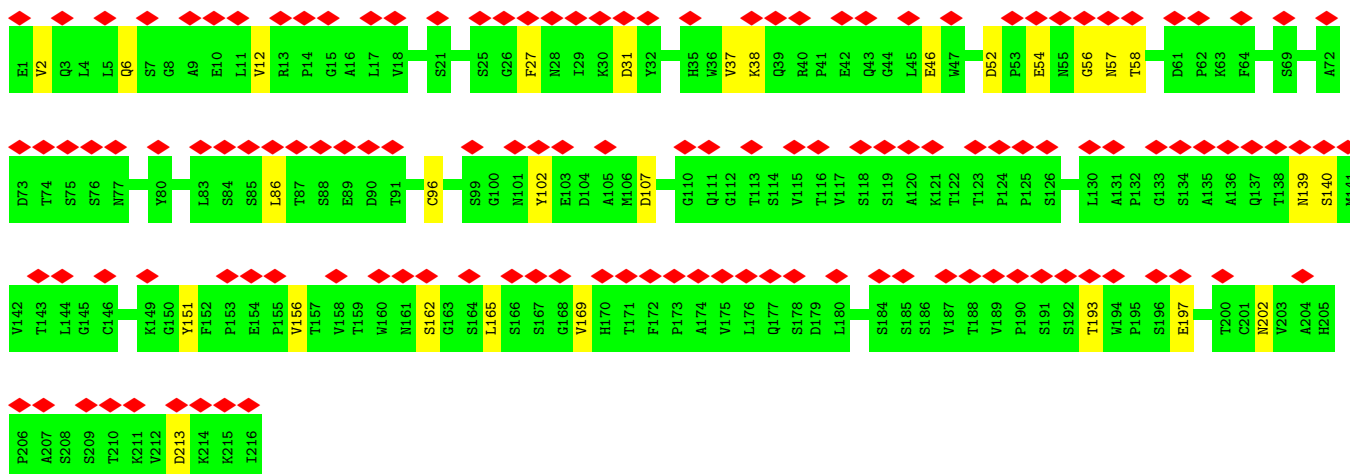 E1 V2 Q3 L4 L5 Q6 S7 G8 A9 E10 L11 V12 R13 P14 G15 A16 L17 V18 S21 S25 G26 F27 N28 I29 K30 D31 Y32 H35 W36 V37 K38 Q39 R40 P41 E42 Q43 G44 L45 E46 W47 D52 P53 E54 N55 G56 N57 T58 D61 P62 K63 F64 S69 A72
D73 T74 S75 S76 N77 Y80 L83 S84 S85 L86 T87 S88 E89 D90 T91 C96 S99 G100 N101 Y102 E103 D104 A105 M106 D107 G110 Q111 G112 T113 S114 V115 T116 V117 S118 S119 A120 K121 T122 T123 P124 P125 S126 L130 A131 P132 G133 S134 A135 A136 Q137 T138 N139 S140 M141
V142 T143 L144 G145 C146 K149 G150 Y151 F152 P153 E154 P155 V156 T157 V158 T159 W160 N161 S162 G163 S164 L165 S166 S167 G168 V169 H170 T171 F172 P173 A174 V175 L176 Q177 S178 D179 L180 S184 S185 S186 V187 T188 V189 P190 S191 S192 T193 W194 P195 S196 E197 T200 C201 N202 V203 A204 H205
P206 A207 S208 S209 T210 K211 V212 D213 K214 K215 I216